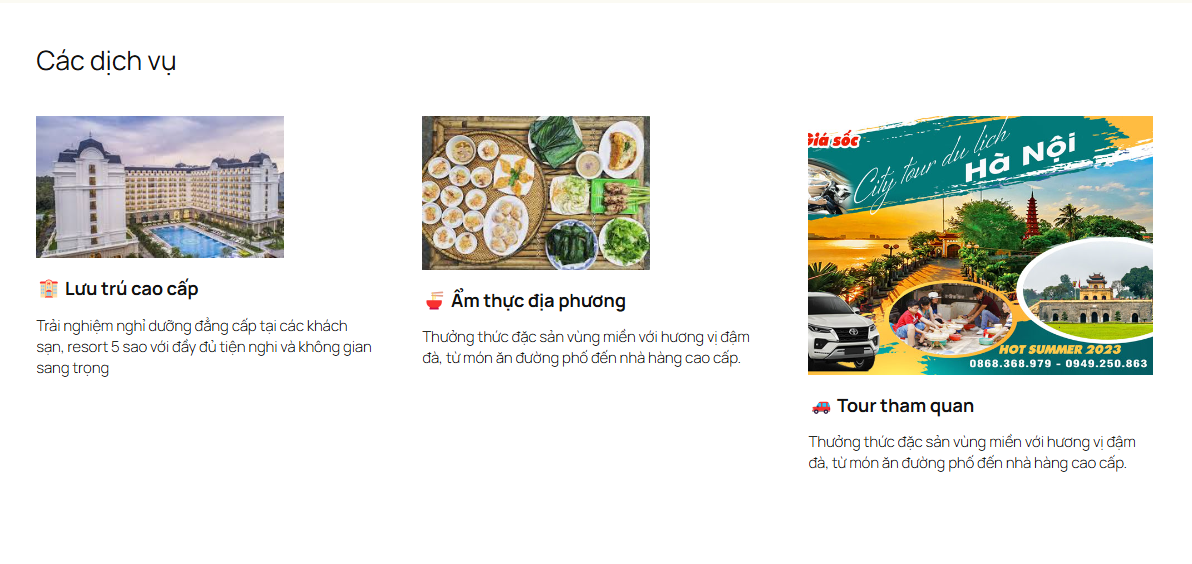 Các dịch vụ
🏨 Lưu trú cao cấp
Trải nghiệm nghỉ dưỡng đẳng cấp tại các khách
sạn, resort 5 sao với đầy đủ tiện nghi và không gian
sang trọng
🍜 Ẩm thực địa phương
Thưởng thức đặc sản vùng miền với hương vị đậm
đà, từ món ăn đường phố đến nhà hàng cao cấp.
Giá sốc
City tour du lịch
Hà Nội
HOT SUMMER 2023
0868.368.979 - 0949.250.863
🚗 Tour tham quan
Thưởng thức đặc sản vùng miền với hương vị đậm
đà, từ món ăn đường phố đến nhà hàng cao cấp.